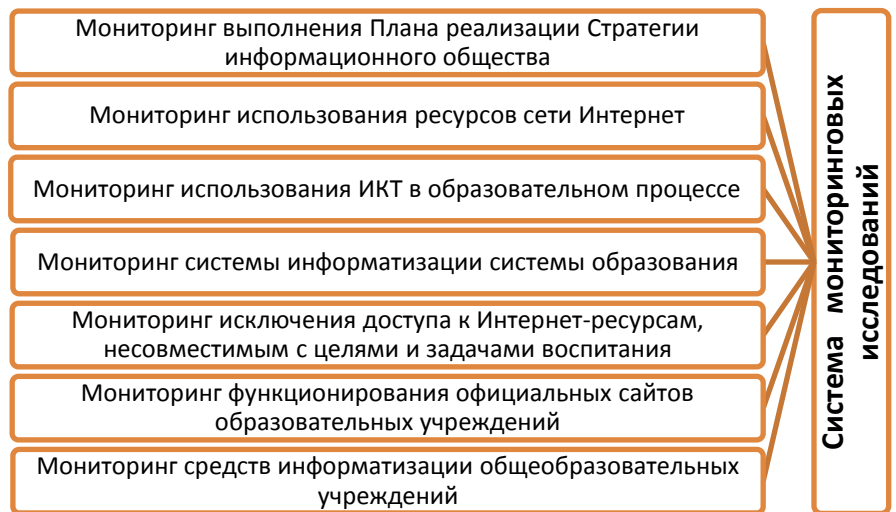 Мониторинг выполнения Плана реализации Стратегии
информационного общества
Мониторинг использования ресурсов сети Интернет
Мониторинг использования ИКТ в образовательном процессе
Мониторинг системы информатизации системы образования
Мониторинг исключения доступа к Интернет-ресурсам,
несовместимым с целями и задачами воспитания
Мониторинг функционирования официальных сайтов
образовательных учреждений
Мониторинг средств информатизации общеобразовательных
учреждений
Система мониторинговых
исследований